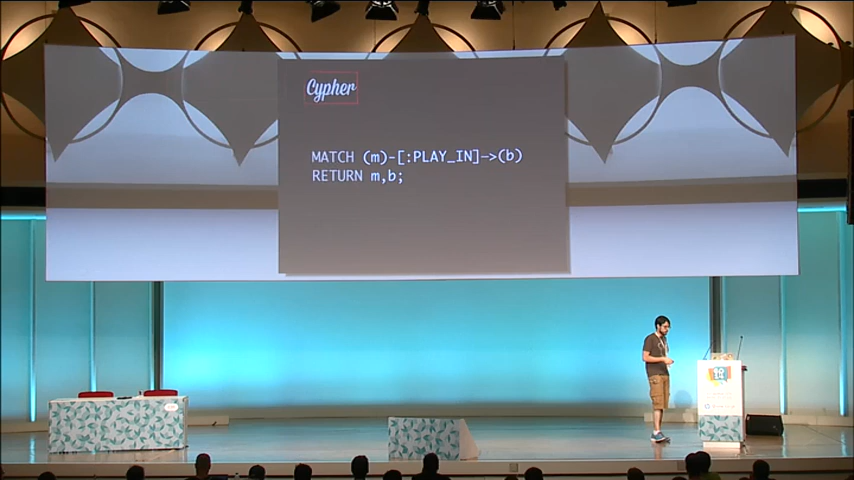 Cypher
MATCH (m)-[:PLAY_IN]->(b)
RETURN m,b;